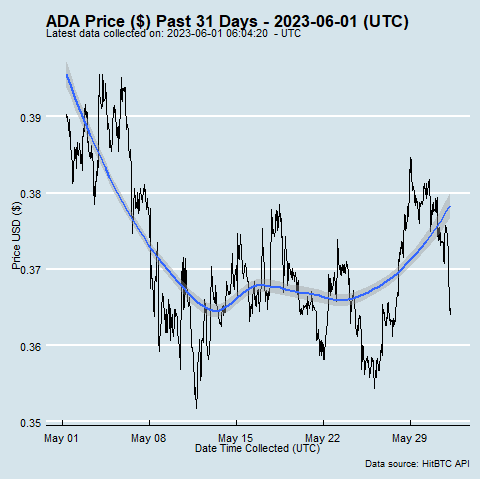 ADA Price ($) Past 31 Days - 2023-06-01 (UTC)
Latest data collected on: 2023-06-01 06:04:20  - UTC
0.39
0.38
0.37
0.36
0.35
Price USD ($)
May 01
May 08
May 15
May 22
May 29
Date Time Collected (UTC)
Data source: HitBTC API